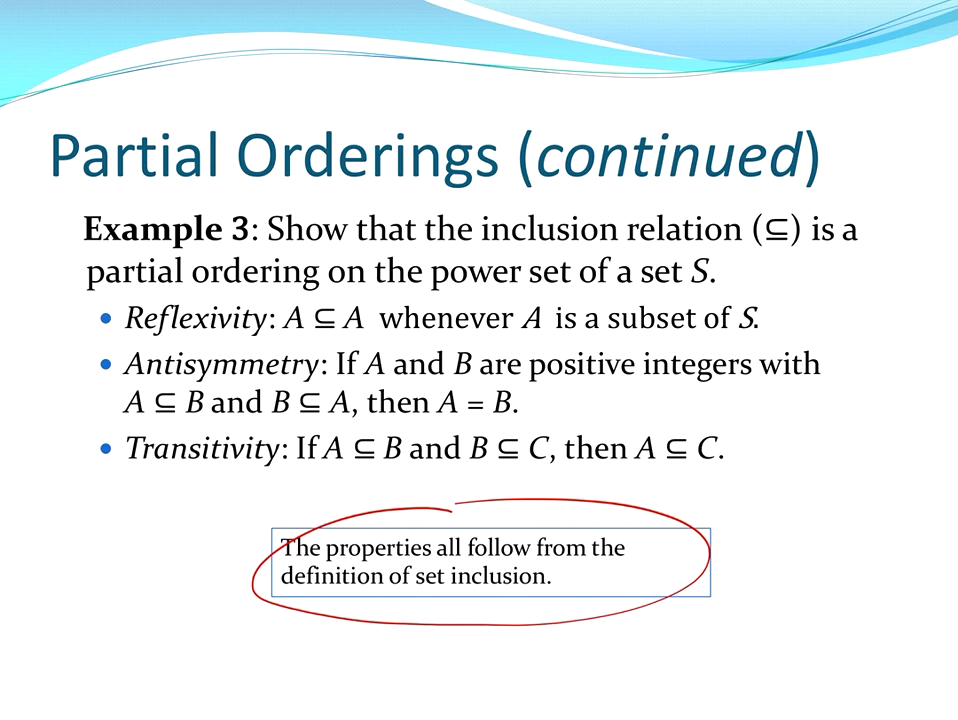 Partial Orderings (continued)
Example 3: Show that the inclusion relation (⊆) is a
partial ordering on the power set of a set S.
• Reflexivity: A ⊆ A whenever A is a subset of S.
• Antisymmetry: If A and B are positive integers with
A ⊆ B and B ⊆ A, then A = B.
• Transitivity: If A ⊆ B and B ⊆ C, then A ⊆ C.
The properties all follow from the
definition of set inclusion.